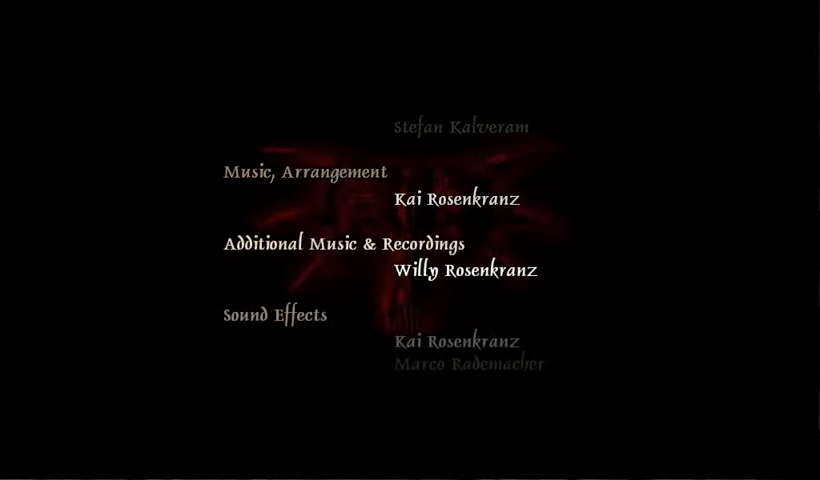 Stefan Kalveram
Music, Arrangement
Kai Rosenkranz
Additional Music & Recordings
Willy Rosenkranz
Sound Effects
Kai Rosenkranz
Marco Rademacher